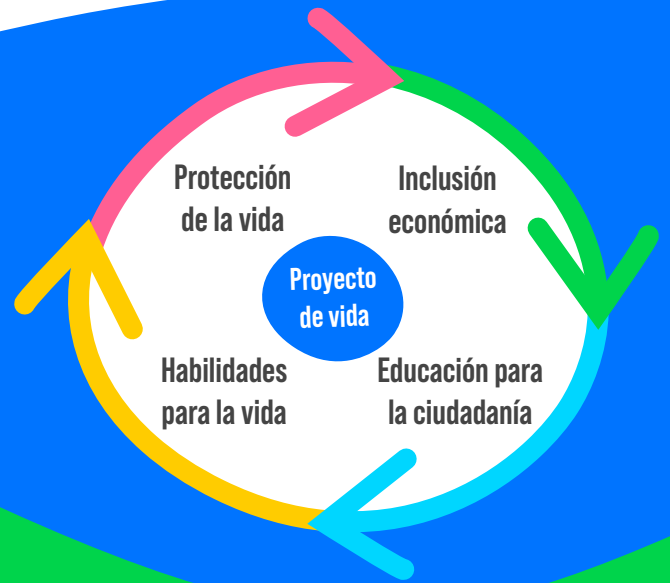 Protección
de la vida
Inclusión
económica
Proyecto
de vida
Habilidades
para la vida
Educación para
la ciudadanía